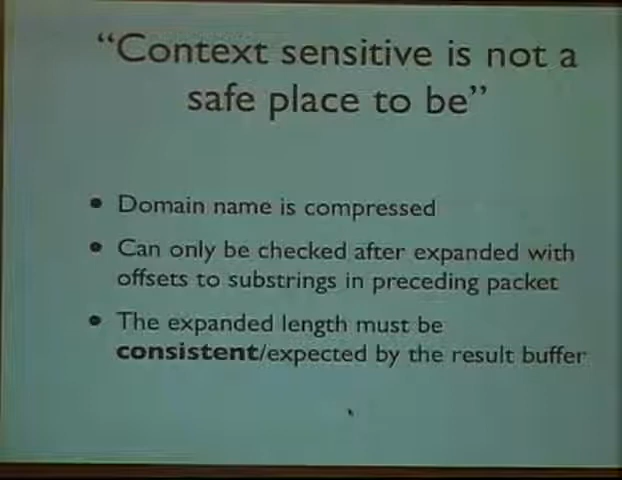 “Context sensitive is not a
safe place to be”
• Domain name is compressed
• Can only be checked after expanded with
offsets to substrings in preceding packet
• The expanded length must be
consistent/expected by the result buffer